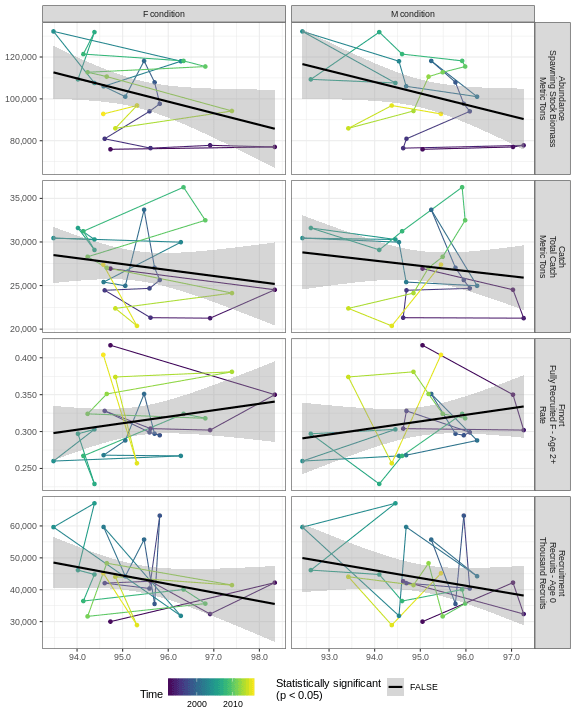 F condition
M condition
120,000
100,000
80,000
Abundance
Spawning Stock Biomass
Metric Tons
35,000
30,000
25,000
20,000
Catch
Total Catch
Metric Tons
0.400
0.350
0.300
0.250
Fmort
Fully Recruited F - Age 2+
Rate
60,000
50,000
40,000
30,000
Recruitment
Recruits - Age 0
Thousand Recruits
94.0 95.0 96.0 97.0 98.0
93.0 94.0 95.0 96.0 97.0
Time
2000 2010
Statistically significant
(p < 0.05)
FALSE